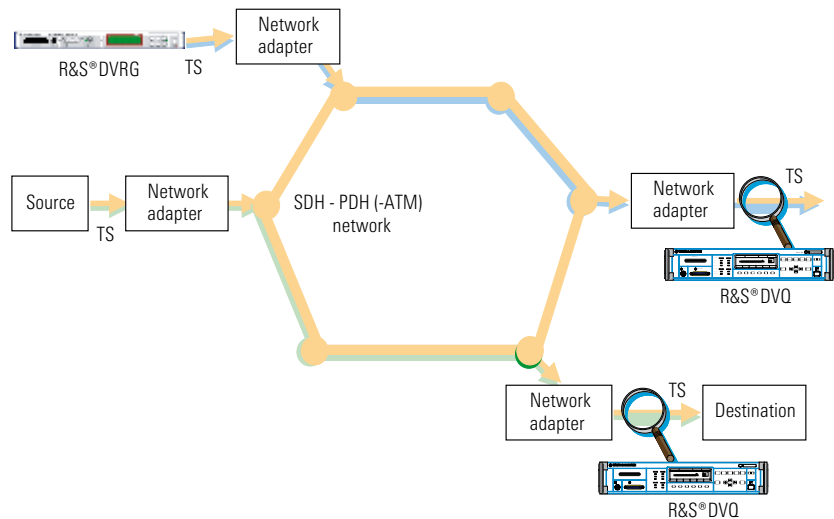 Network
adapter
R&S® DVRG
TS
Source
TS
Network
adapter
SDH - PDH (-ATM)
network
Network
adapter
TS
R&S® DVQ
Network
adapter
TS
Destination
R&S® DVQ